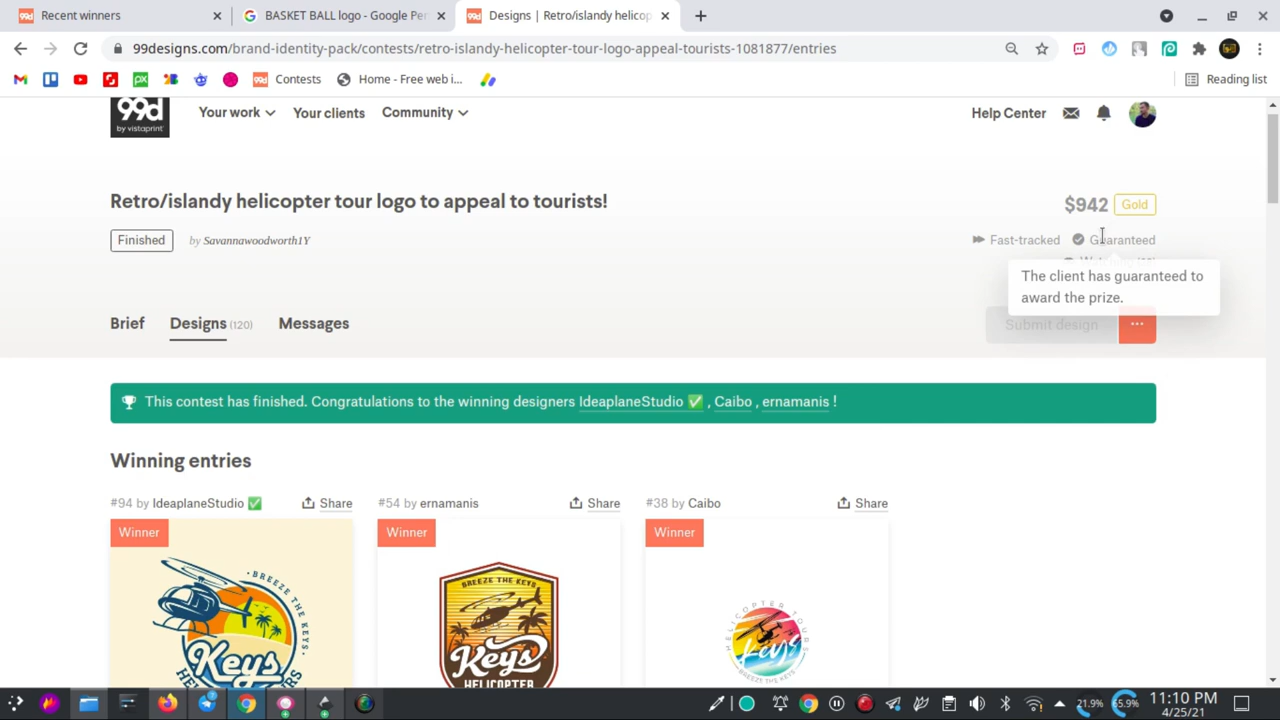 Recent winners
BASKET BALL logo - Google Per
Designs | Retro/islandy helicop
99designs.com/brand-identity-pack/contests/retro-islandy-helicopter-tour-logo-appeal-tourists-1081877/entries
Contests
Home - Free web i...
Reading list
99d
by vistaprint
Your work
Your clients
Community
Help Center
Retro/islandy helicopter tour logo to appeal to tourists!
$942 Gold
Finished
by Savannawoodworth1Y
Fast-tracked
Guaranteed
The client has guaranteed to
award the prize.
Brief
Designs (120)
Messages
Submit design
This contest has finished. Congratulations to the winning designers IdeaplaneStudio ✅ , Caibo , ernamanis !
Winning entries
#94 by IdeaplaneStudio ✅
Share
#54 by ernamanis
Share
#38 by Caibo
Share
Winner
Winner
Winner
BREEZE THE KEYS
Keys
BREEZE THE KEYS
Keys
HELICOPTER
HELICOPTER TOURS
Keys
BREEZE THE KEYS
21.9%
65.9%
11:10 PM
4/25/21